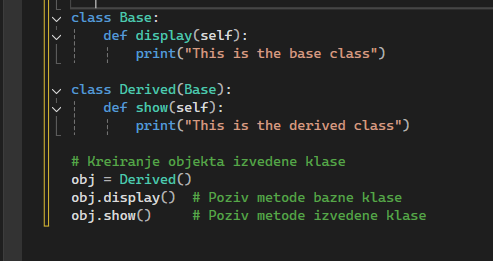 class Base:
    def display(self):
        print("This is the base class")

class Derived(Base):
    def show(self):
        print("This is the derived class")

# Kreiranje objekta izvedene klase
obj = Derived()
obj.display()  # Poziv metode bazne klase
obj.show()     # Poziv metode izvedene klase